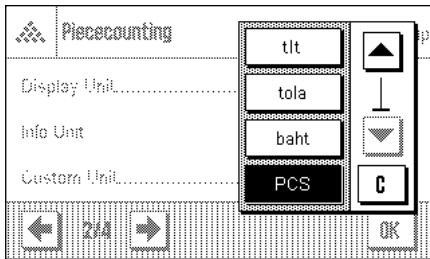 Piececounting
p
tlt
Display Unit
tola
Info Unit
baht
Custom Unit
PCS
C
2/4
OK